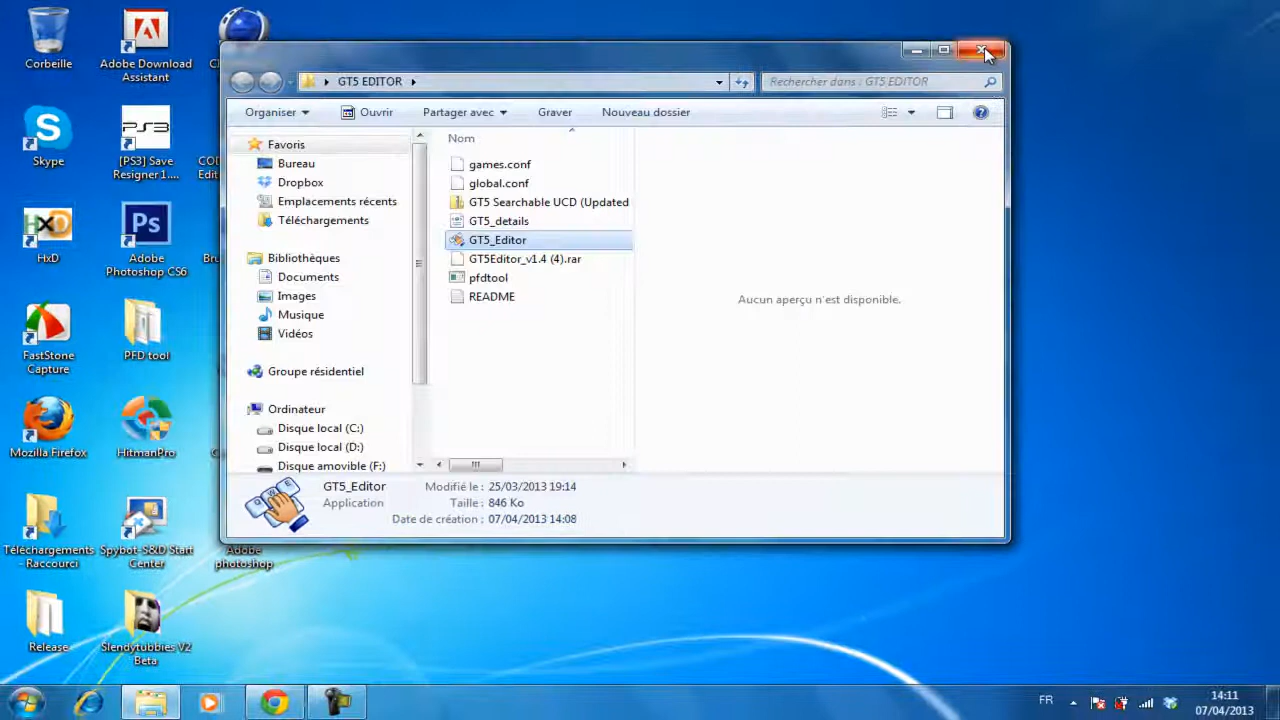 Corbeille
Adobe Download
Assistant
GT5 EDITOR
Rechercher dans : GT5 EDITOR
Organiser
Ouvrir
Partager avec
Graver
Nouveau dossier
Skype
[PS3] Save
Resigner 1....
Favoris
Bureau
Dropbox
Emplacements récents
Téléchargements
Bibliothèques
Documents
Images
Musique
Vidéos
Groupe résidentiel
Ordinateur
Disque local (C:)
Disque local (D:)
Disque amovible (F:)
Nom
games.conf
global.conf
GT5 Searchable UCD (Updated
GT5_details
GT5_Editor
GT5Editor_v1.4 (4).rar
pfdtool
README
Aucun aperçu n'est disponible.
HxD
Adobe
Photoshop CS6
FastStone
Capture
PFD tool
Mozilla Firefox
HitmanPro
GT5_Editor
Application
Modifié le : 25/03/2013 19:14
Taille : 846 Ko
Date de création : 07/04/2013 14:08
Téléchargements
- Raccourci
Spybot-S&D Start
Center
Adobe
photoshop
Release
Slendytubbies V2
Beta
FR
14:11
07/04/2013